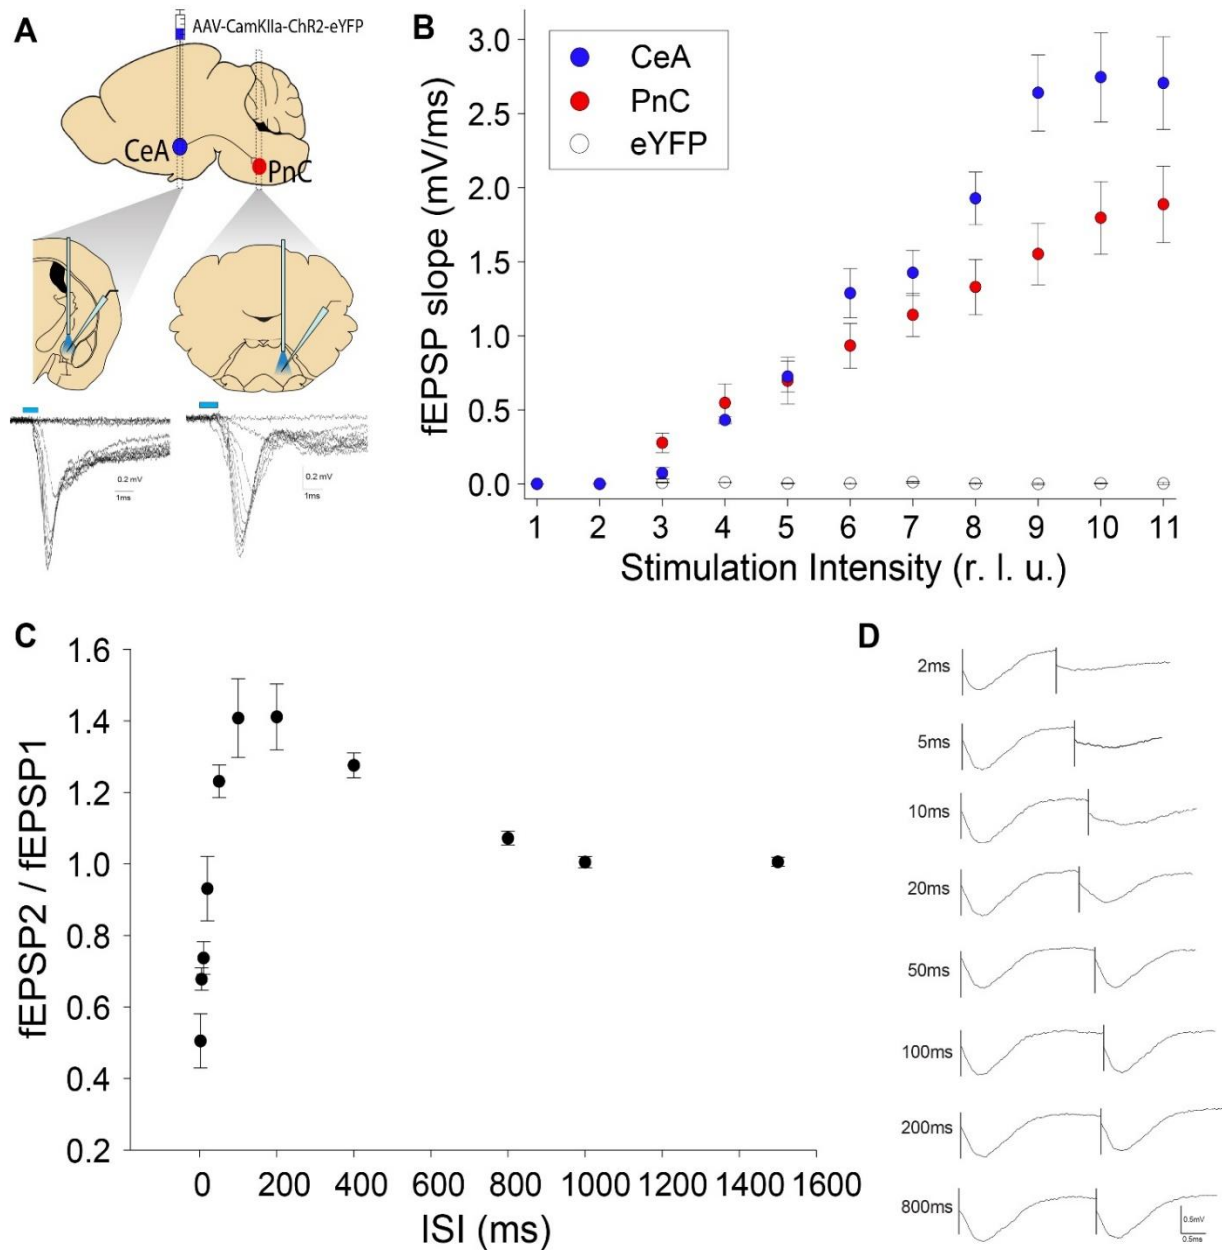 A
AAV-CamKIIa-ChR2-eYFP
CeA
PnC
0.2 mV
1ms
0.2 mV
1ms
B
CeA
PnC
eYFP
fEPSP slope (mV/ms)
3.0
2.5
2.0
1.5
1.0
0.5
0.0
1 2 3 4 5 6 7 8 9 10 11
Stimulation Intensity (r. l. u.)
C
fEPSP2 / fEPSP1
1.6
1.4
1.2
1.0
0.8
0.6
0.4
0.2
0 200 400 600 800 1000 1200 1400 1600
ISI (ms)
D
2ms
5ms
10ms
20ms
50ms
100ms
200ms
800ms
0.5mV
0.5ms